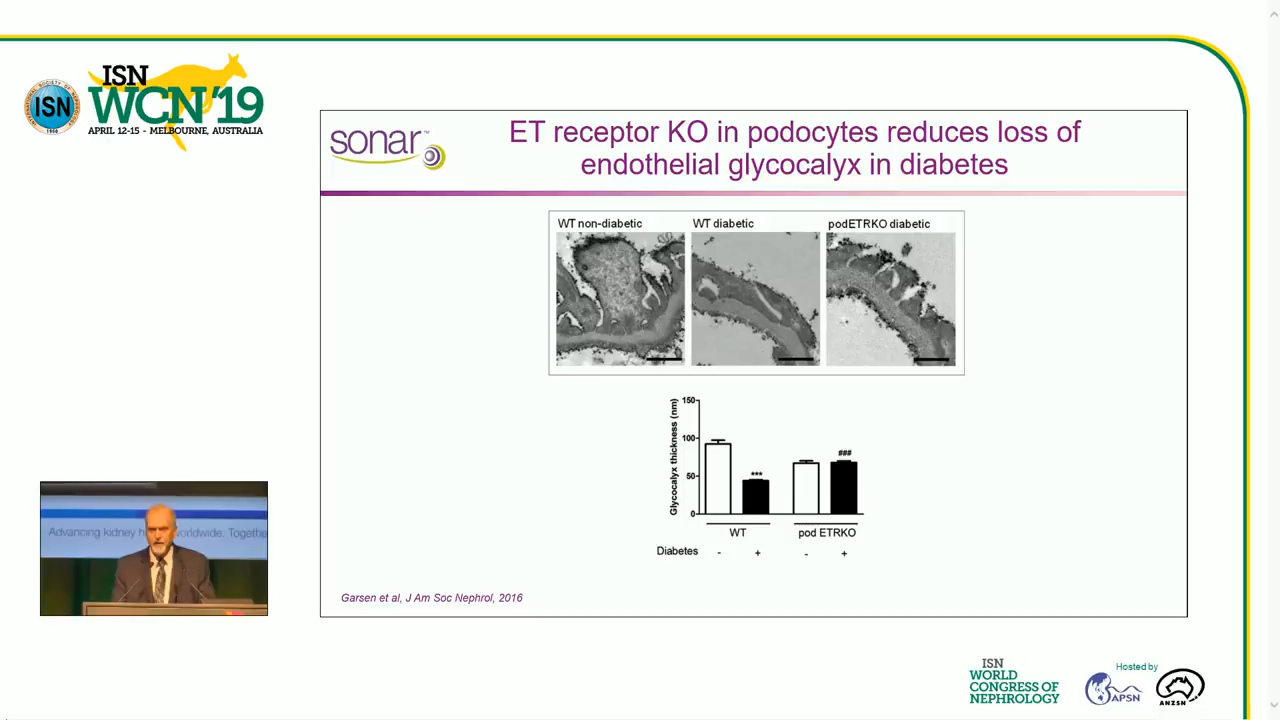 ISN
WCN'19
APRIL 12-15 - MELBOURNE, AUSTRALIA
ISN
sonar™
ET receptor KO in podocytes reduces loss of
endothelial glycocalyx in diabetes
WT non-diabetic
WT diabetic
podETRKO diabetic
Glycocalyx thickness (nm)
150
100
50
0
***
###
WT
pod ETRKO
Diabetes
- + - +
Garsen et al, J Am Soc Nephrol, 2016
Advancing kidney worldwide.
ISN
WORLD
CONGRESS OF
NEPHROLOGY
Hosted by
APSN
ANZSN